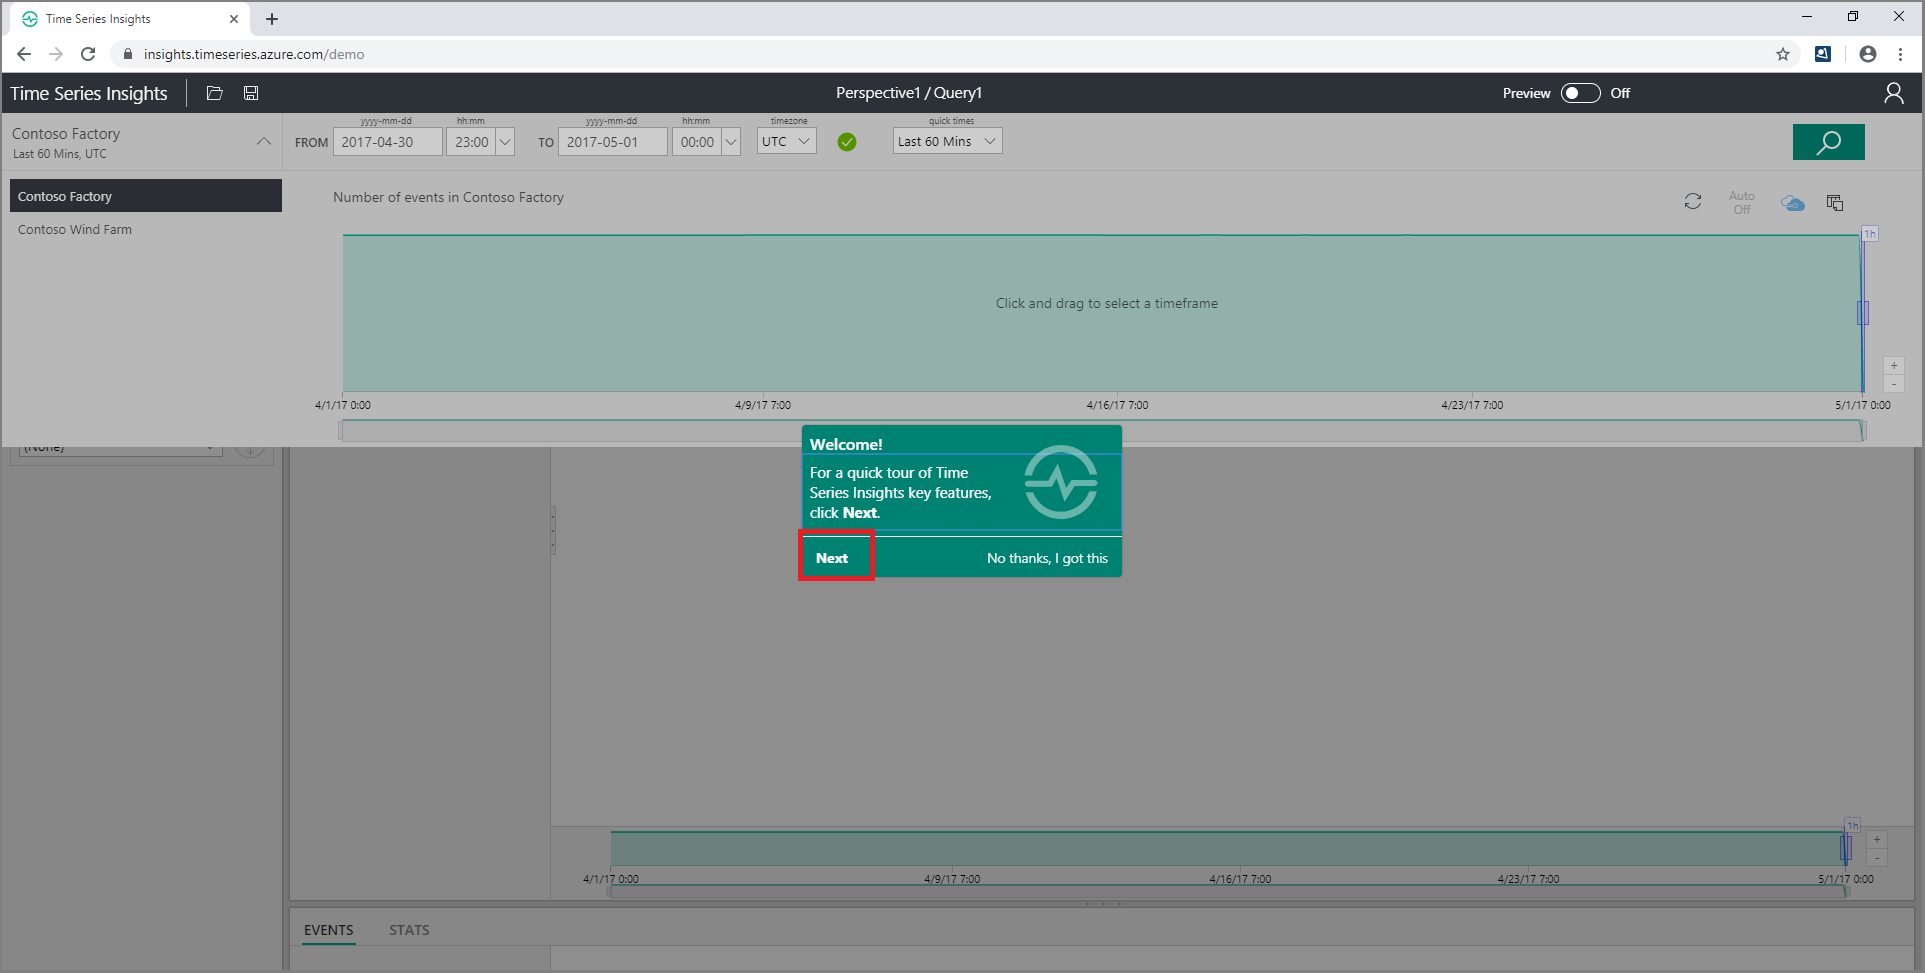 Time Series Insights
insights.timeseries.azure.com/demo
Time Series Insights
Perspective1 / Query1
Preview Off
Contoso Factory
Last 60 Mins, UTC
yyyy-mm-dd hh:mm yyyy-mm-dd hh:mm timezone quick times
FROM 2017-04-30 23:00 TO 2017-05-01 00:00 UTC Last 60 Mins
Contoso Factory
Contoso Wind Farm
Number of events in Contoso Factory
Auto
Off
1h
Click and drag to select a timeframe
+
-
4/1/17 0:00 4/9/17 7:00 4/16/17 7:00 4/23/17 7:00 5/1/17 0:00
(None)
Welcome!
For a quick tour of Time
Series Insights key features,
click Next.
Next No thanks, I got this
1h
+
-
4/1/17 0:00 4/9/17 7:00 4/16/17 7:00 4/23/17 7:00 5/1/17 0:00
EVENTS STATS